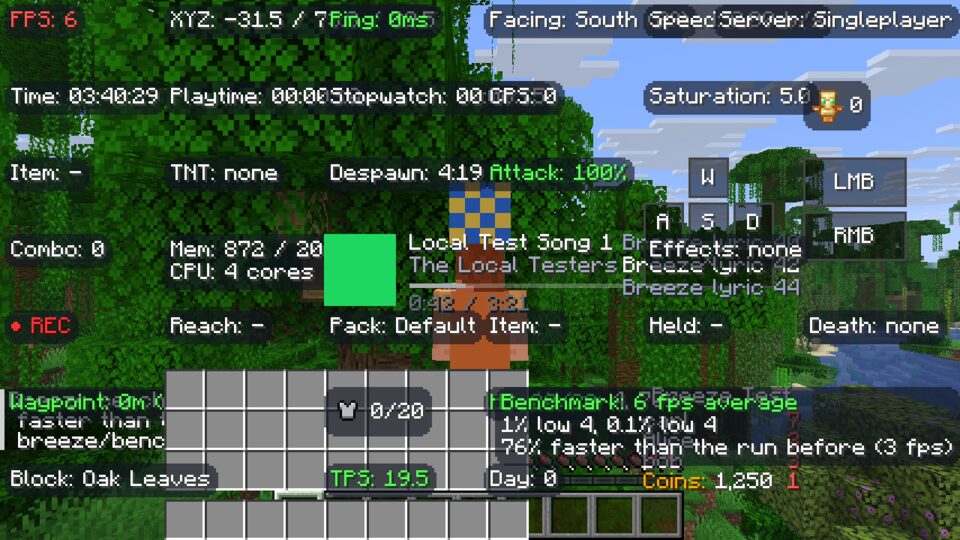 FPS: 6
XYZ: -31.5 / 7
Ping: 0ms
Facing: South
Speed
Server: Singleplayer
Time: 03:40:29
Playtime: 00:00
Stopwatch: 00
CPS: 0
Saturation: 5.0
0
Item: -
TNT: none
Despawn: 4:19
Attack: 100%
W
LMB
A
S
D
RMB
Combo: 0
Mem: 872 / 20
CPU: 4 cores
Local Test Song 1
The Local Testers
0:42 / 3:21
Effects: none
Breeze lyric 44
REC
Reach: -
Pack: Default
Item: -
Held: -
Death: none
Waypoint: 0m
faster than
breeze/benc
0/20
Benchmark: 6 fps average
1% low 4, 0.1% low 4
76% faster than the run before (3 fps)
Block: Oak Leaves
TPS: 19.5
Day: 0
Coins: 1,250
1